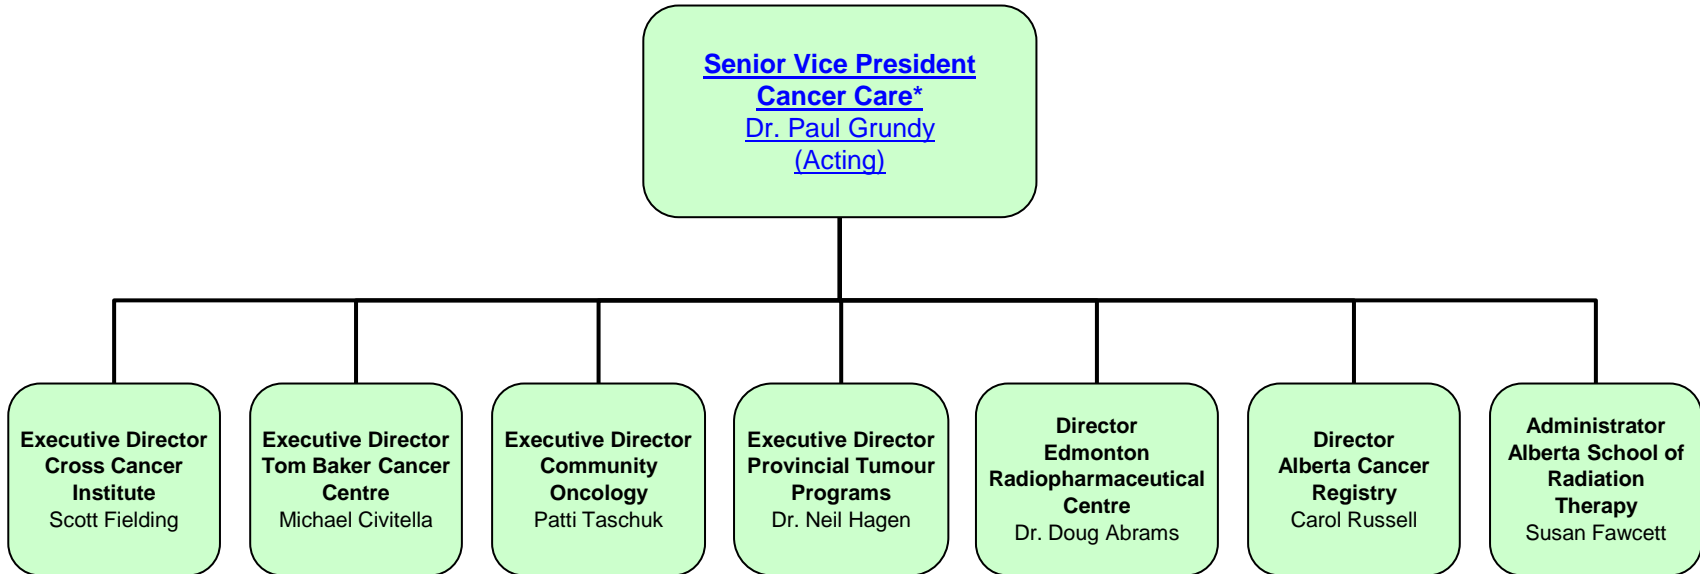 Senior Vice President
Cancer Care*
Dr. Paul Grundy
(Acting)
Executive Director
Cross Cancer
Institute
Scott Fielding
Executive Director
Tom Baker Cancer
Centre
Michael Civitella
Executive Director
Community
Oncology
Patti Taschuk
Executive Director
Provincial Tumour
Programs
Dr. Neil Hagen
Director
Edmonton
Radiopharmaceutical
Centre
Dr. Doug Abrams
Director
Alberta Cancer
Registry
Carol Russell
Administrator
Alberta School of
Radiation
Therapy
Susan Fawcett